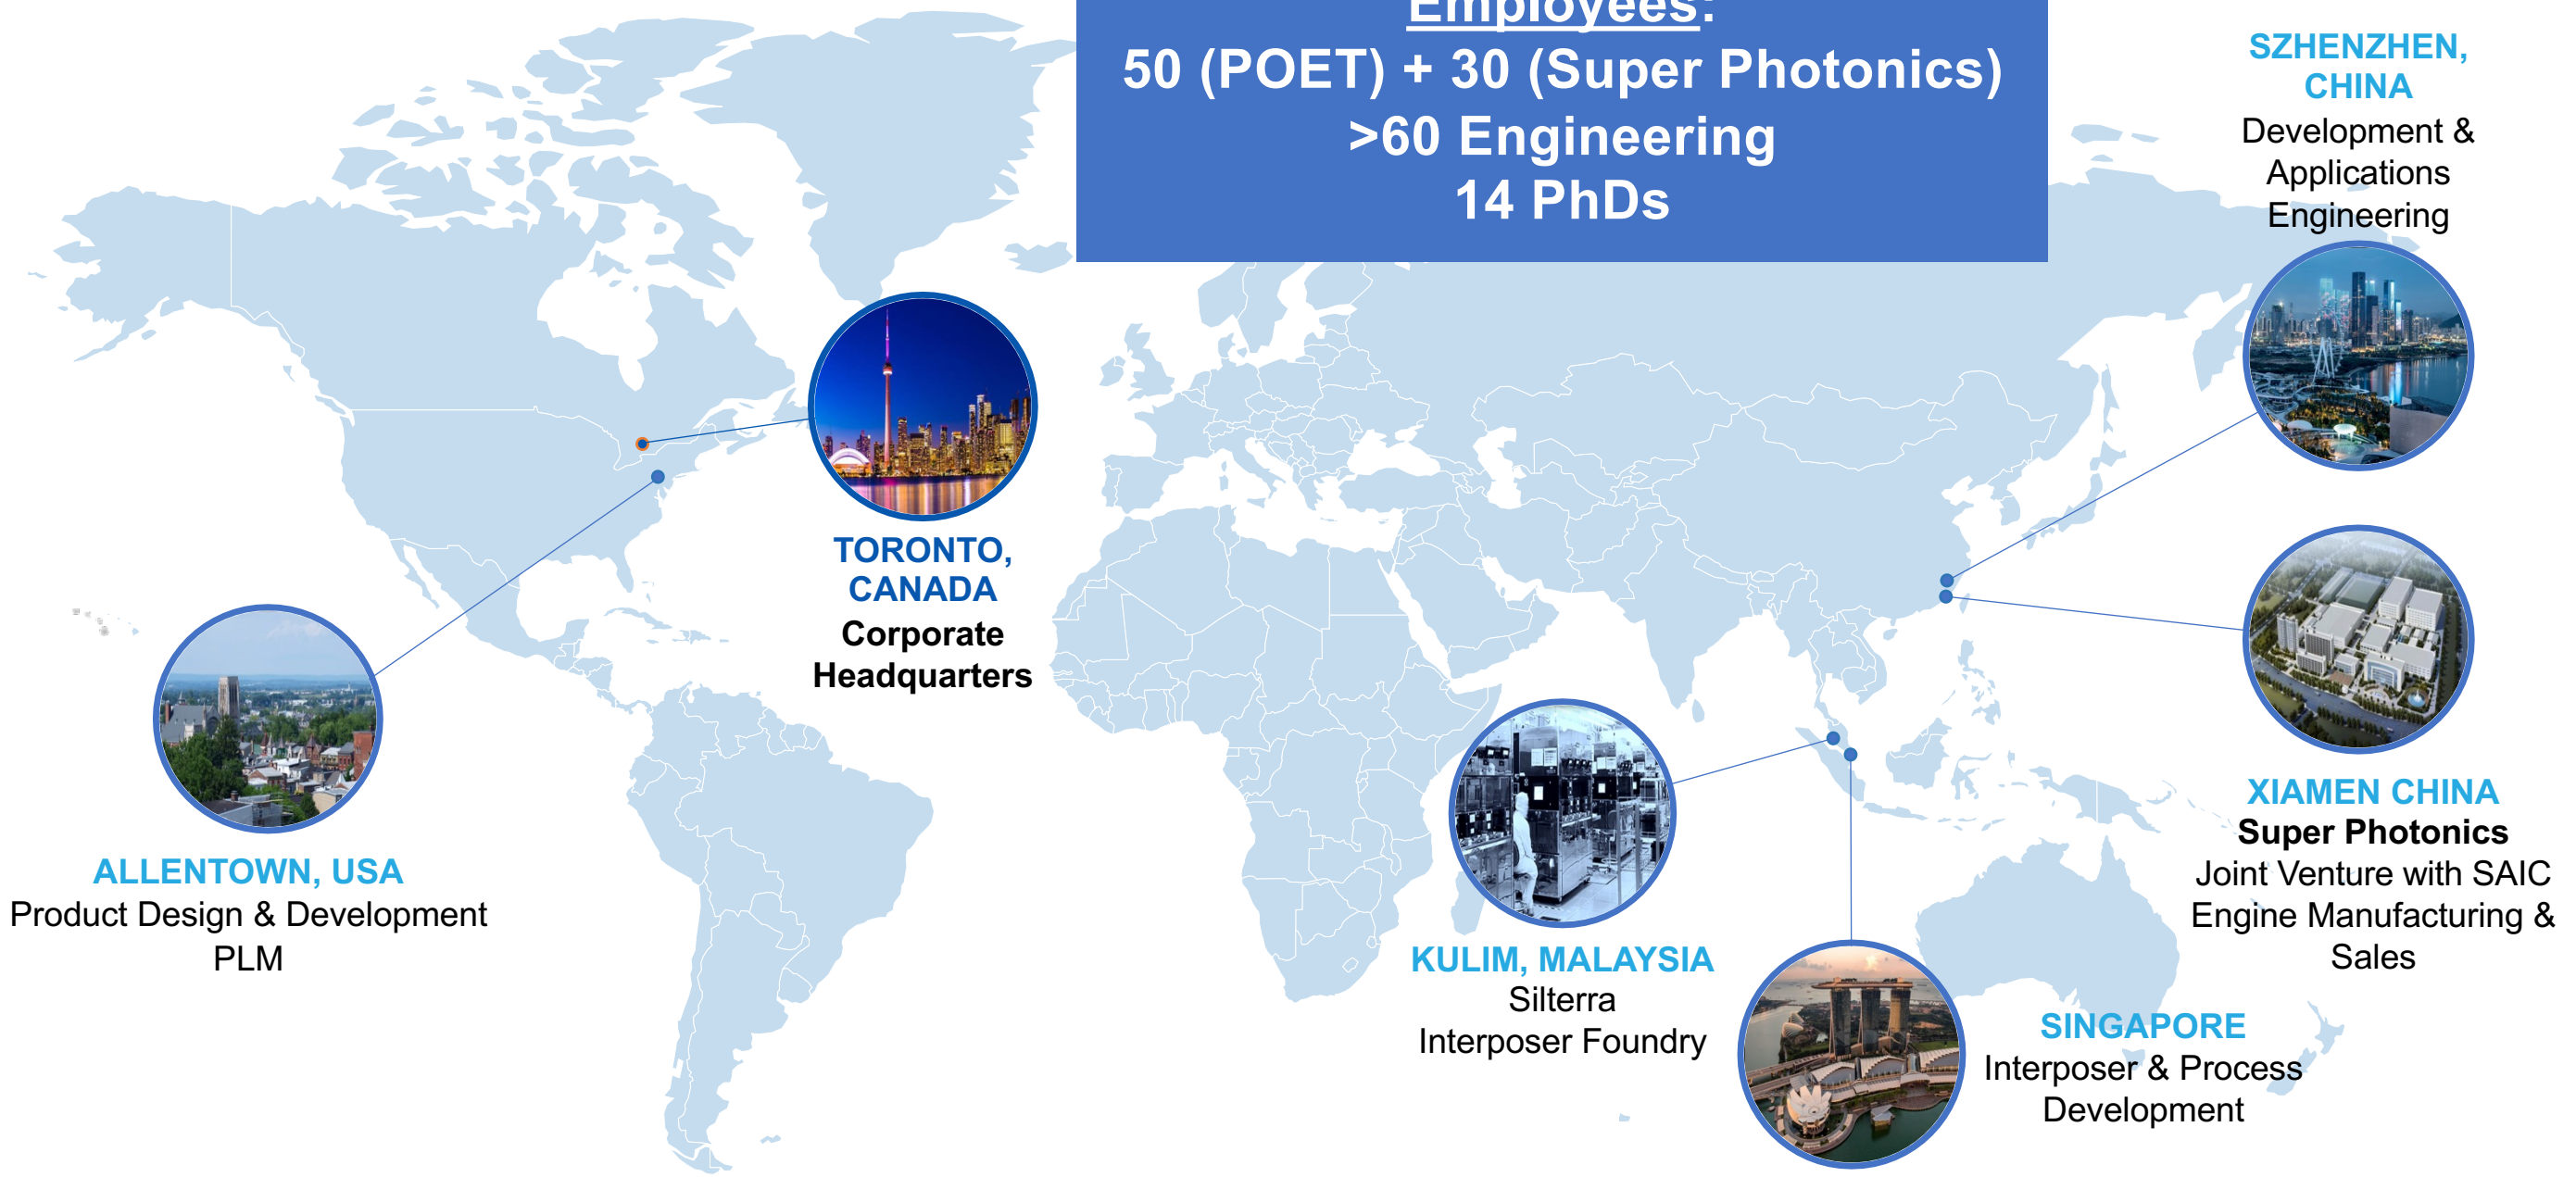 Employees:
50 (POET) + 30 (Super Photonics)
>60 Engineering
14 PhDs
SZHENZHEN,
CHINA
Development &
Applications
Engineering
TORONTO,
CANADA
Corporate
Headquarters
ALLENTOWN, USA
Product Design & Development
PLM
XIAMEN CHINA
Super Photonics
Joint Venture with SAIC
Engine Manufacturing &
Sales
KULIM, MALAYSIA
Silterra
Interposer Foundry
SINGAPORE
Interposer & Process
Development